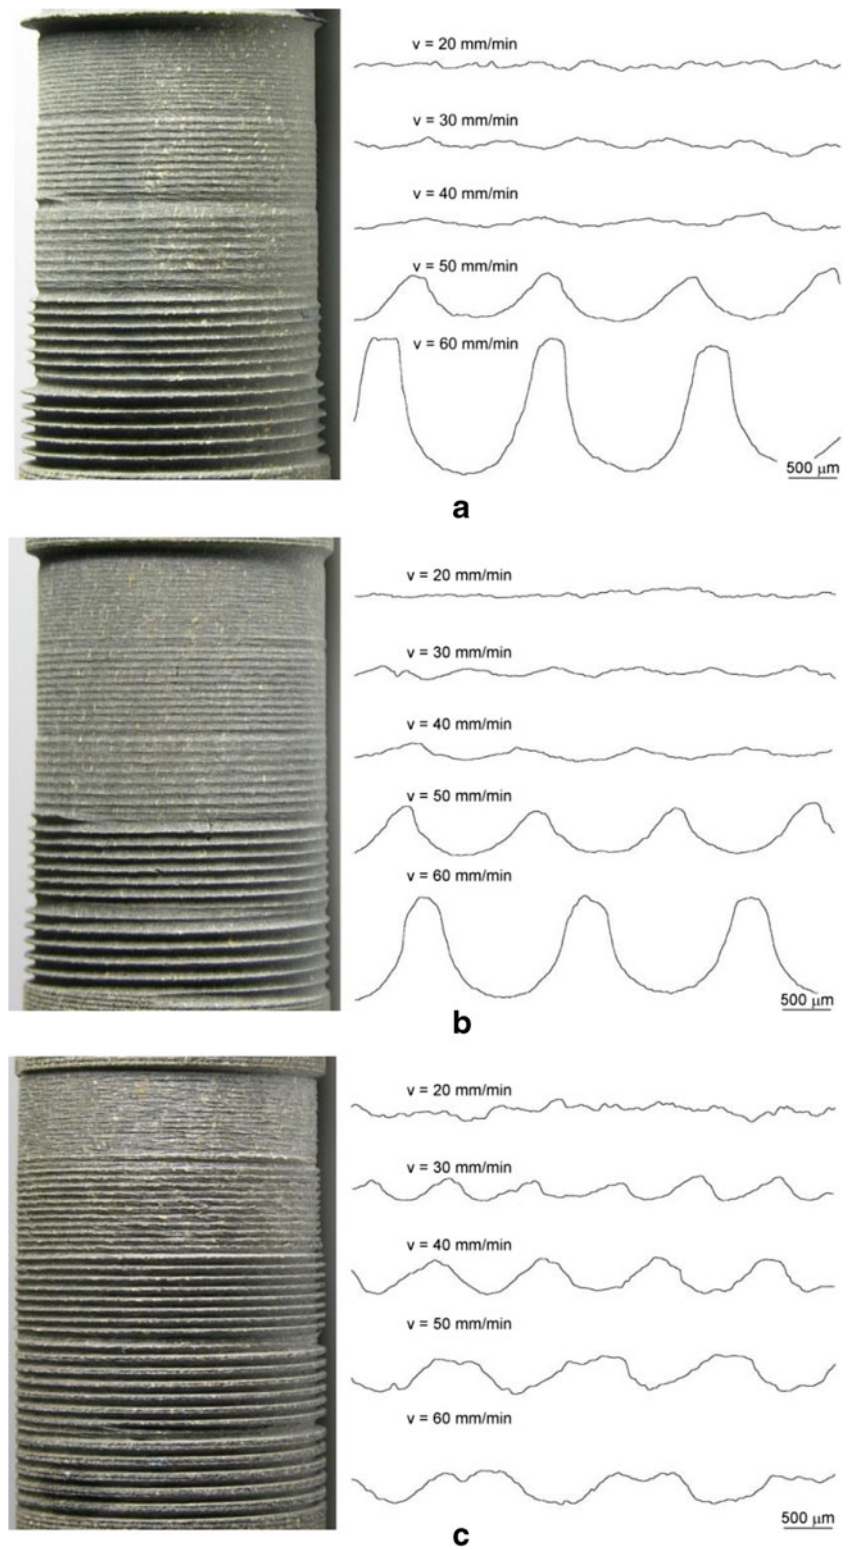 v = 20 mm/min
v = 30 mm/min
v = 40 mm/min
v = 50 mm/min
v = 60 mm/min
500 μm
a
v = 20 mm/min
v = 30 mm/min
v = 40 mm/min
v = 50 mm/min
v = 60 mm/min
500 μm
b
v = 20 mm/min
v = 30 mm/min
v = 40 mm/min
v = 50 mm/min
v = 60 mm/min
500 μm
c